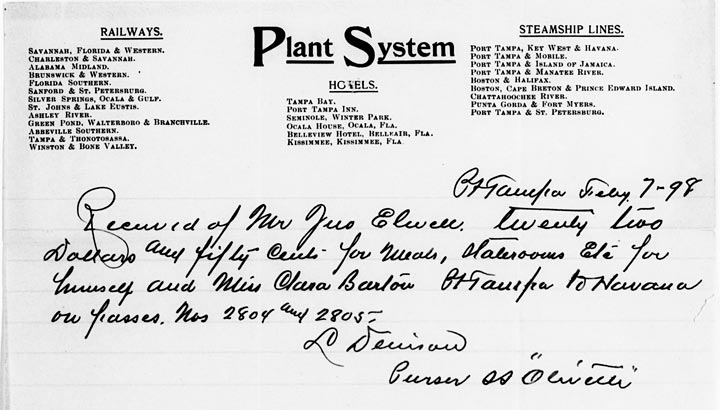 RAILWAYS.
SAVANNAH, FLORIDA & WESTERN.
CHARLESTON & SAVANNAH.
ALABAMA MIDLAND.
BRUNSWICK & WESTERN.
FLORIDA SOUTHERN.
SANFORD & ST. PETERSBURG.
SILVER SPRINGS, OCALA & GULF.
ST. JOHNS & LAKE EUSTIS.
ASHLEY RIVER.
GREEN POND, WALTERBORO & BRANCHVILLE.
ABBEVILLE SOUTHERN.
TAMPA & THONOTOSASSA.
WINSTON & BONE VALLEY.
Plant System
HOTELS.
TAMPA BAY.
PORT TAMPA INN.
SEMINOLE, WINTER PARK.
OCALA HOUSE, OCALA, FLA.
BELLEVIEW HOTEL, BELLEAIR, FLA.
KISSIMMEE, KISSIMMEE, FLA
STEAMSHIP LINES.
PORT TAMPA, KEY WEST & HAVANA.
PORT TAMPA & MOBILE.
PORT TAMPA & ISLAND OF JAMAICA.
PORT TAMPA & MANATEE RIVER.
BOSTON & HALIFAX.
BOSTON, CAPE BRETON & PRINCE EDWARD ISLAND.
CHATTAHOOCHEE RIVER.
PUNTA GORDA & FORT MYERS.
PORT TAMPA & ST. PETERSBURG.
Pt Tampa Feby. 7-98
Received of Mr Jno Elwell. twenty two
Dollars and fifty cents for Meals, staterooms Etc for
himself and Miss Clara Barton Pt Tampa to Havana
on passes. Nos 2804 and 2805-
L Denison
Purser SS "Olivette"